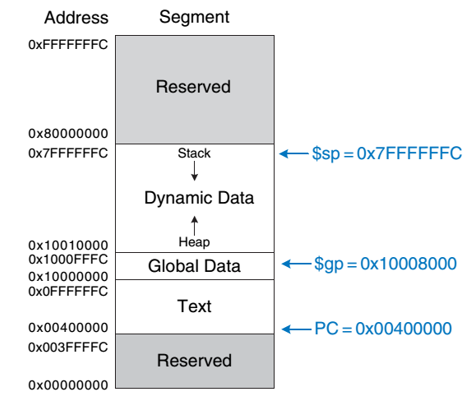 Address Segment
0xFFFFFFFC
Reserved
0x80000000
0x7FFFFFFC Stack $sp = 0x7FFFFFFC
Dynamic Data
0x10010000 Heap
0x1000FFFC
Global Data $gp = 0x10008000
0x10000000
0x0FFFFFFC
Text
0x00400000 PC = 0x00400000
0x003FFFFC
Reserved
0x00000000